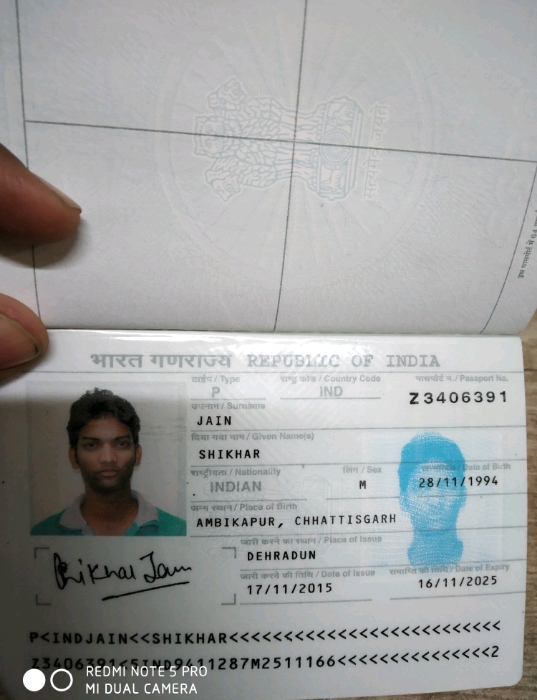 भारत गणराज्य REPUBLIC OF INDIA
टाईप / Type राष्ट्र कोड / Country Code पासपोर्ट न. / Passport No.
P IND Z3406391
उपनाम / Surname
JAIN
दिया गया नाम / Given Name(s)
SHIKHAR
राष्ट्रीयता / Nationality लिंग / Sex जन्मतिथि / Date of Birth
INDIAN M 28/11/1994
जन्म स्थान / Place of Birth
AMBIKAPUR, CHHATTISGARH
जारी करने का स्थान / Place of Issue
DEHRADUN
जारी करने की तिथि / Date of Issue समाप्ति की तिथि / Date of Expiry
17/11/2015 16/11/2025
Shikhar Jain
P<INDJAIN<<SHIKHAR<<<<<<<<<<<<<<<<<<<<<<<<<<
Z3406391<5IND9411287M2511166<<<<<<<<<<<<<<<2
REDMI NOTE 5 PRO
MI DUAL CAMERA